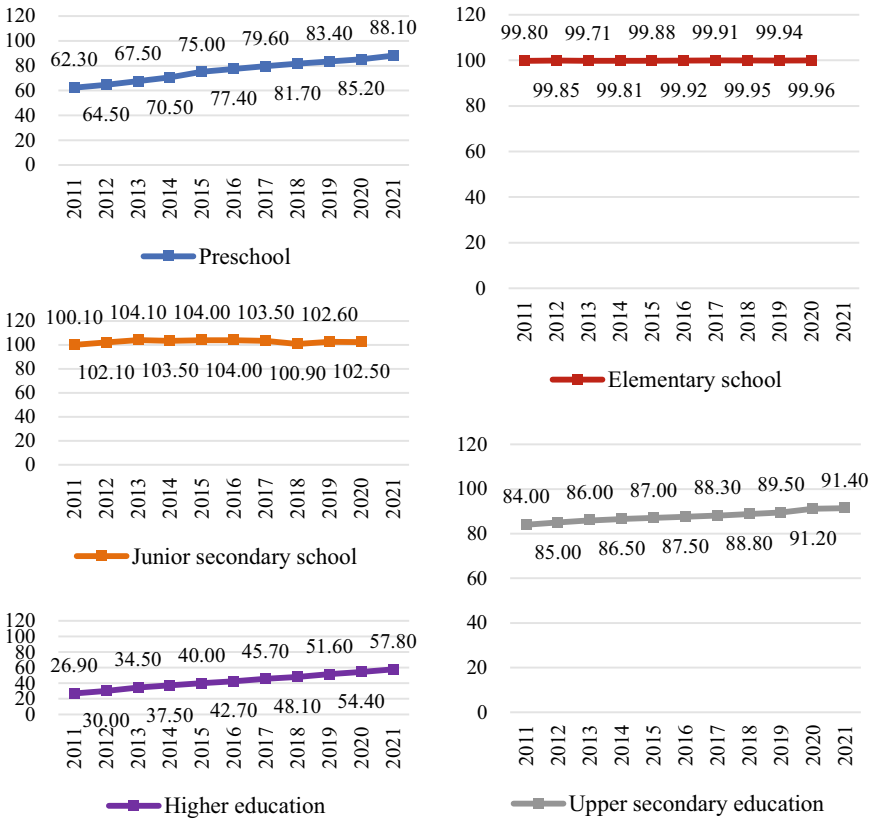 120
100
80
60
40
20
0
62.30 67.50 75.00 79.60 83.40 88.10
64.50 70.50 77.40 81.70 85.20
2011 2012 2013 2014 2015 2016 2017 2018 2019 2020 2021
Preschool
120
100
80
60
40
20
0
99.80 99.71 99.88 99.91 99.94
99.85 99.81 99.92 99.95 99.96
2011 2012 2013 2014 2015 2016 2017 2018 2019 2020 2021
Elementary school
120
100
80
60
40
20
0
100.10 104.10 104.00 103.50 102.60
102.10 103.50 104.00 100.90 102.50
2011 2012 2013 2014 2015 2016 2017 2018 2019 2020 2021
Junior secondary school
120
100
80
60
40
20
0
84.00 86.00 87.00 88.30 89.50 91.40
85.00 86.50 87.50 88.80 91.20
2011 2012 2013 2014 2015 2016 2017 2018 2019 2020 2021
Upper secondary education
120
100
80
60
40
20
0
26.90 34.50 40.00 45.70 51.60 57.80
30.00 37.50 42.70 48.10 54.40
2011 2012 2013 2014 2015 2016 2017 2018 2019 2020 2021
Higher education